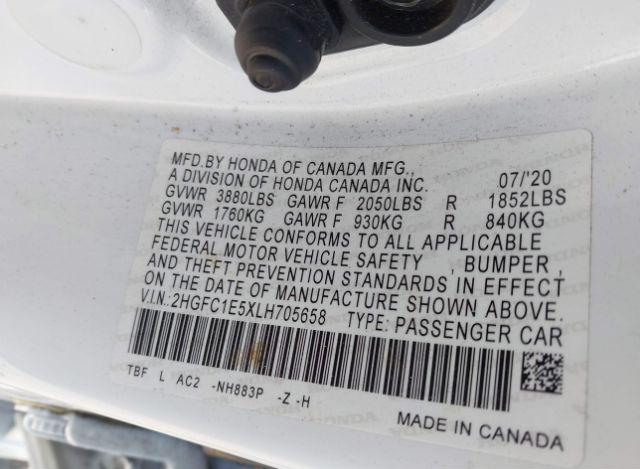 MFD.BY HONDA OF CANADA MFG.,
A DIVISION OF HONDA CANADA INC. 07/'20
GVWR 3880LBS GAWR F 2050LBS R 1852LBS
GVWR 1760KG GAWR F 930KG R 840KG
THIS VEHICLE CONFORMS TO ALL APPLICABLE
FEDERAL MOTOR VEHICLE SAFETY , BUMPER,
AND THEFT PREVENTION STANDARDS IN EFFECT
ON THE DATE OF MANUFACTURE SHOWN ABOVE.
V.I.N.:2HGFC1E5XLH705658 TYPE: PASSENGER CAR
TBF L AC2 -NH883P -Z -H
MADE IN CANADA